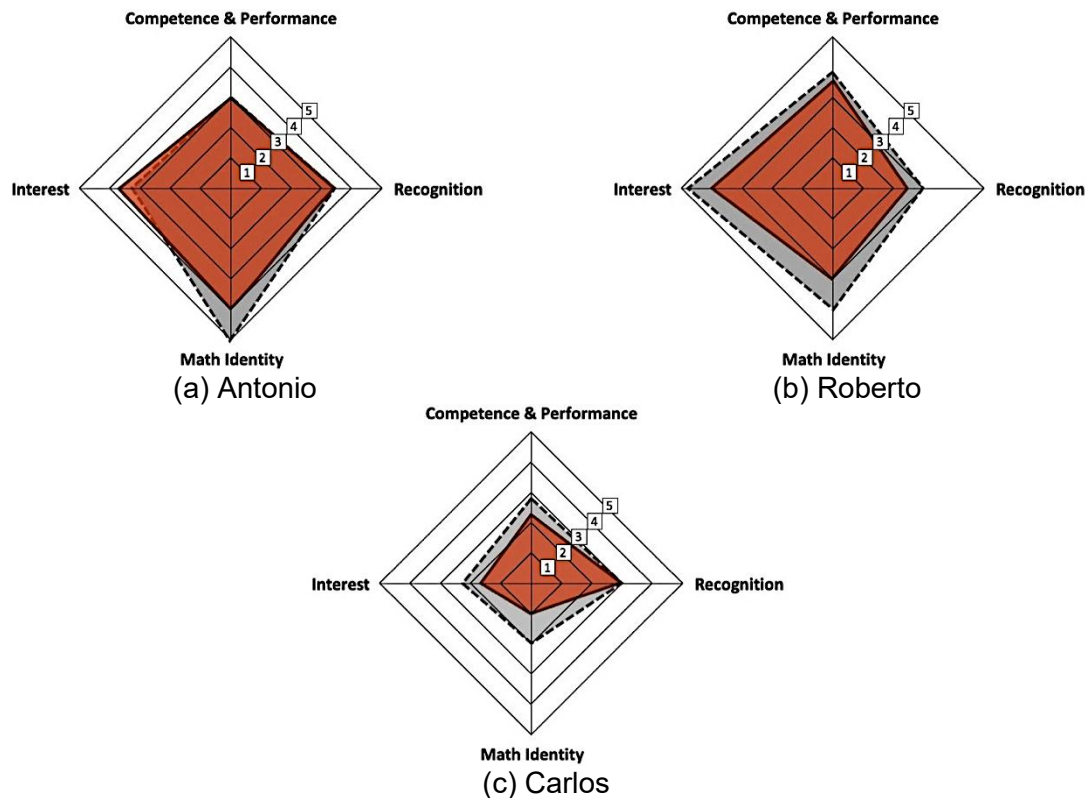 Competence & Performance
5
4
3
2
1
Interest
Recognition
Math Identity
(a) Antonio
Competence & Performance
5
4
3
2
1
Interest
Recognition
Math Identity
(b) Roberto
Competence & Performance
5
4
3
2
1
Interest
Recognition
Math Identity
(c) Carlos